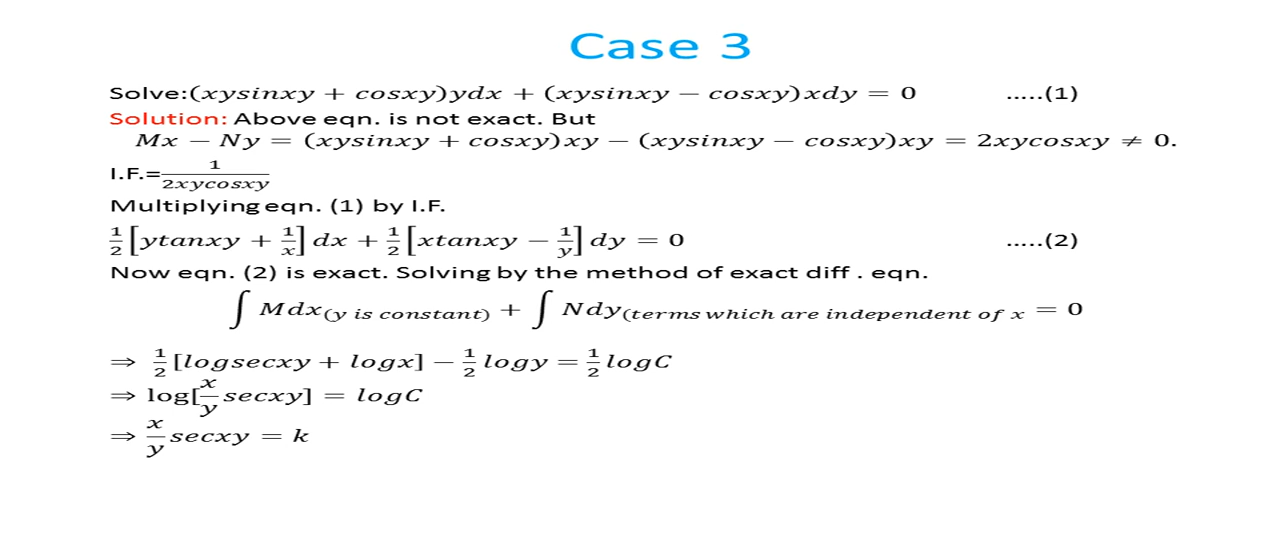 Case 3
Solve:(xysinxy + cosxy)ydx + (xysinxy − cosxy)xdy = 0 .....(1)
Solution: Above eqn. is not exact. But
Mx − Ny = (xysinxy + cosxy)xy − (xysinxy − cosxy)xy = 2xycosxy ≠ 0.
I.F.=1/2xycosxy
Multiplying eqn. (1) by I.F.
1/2[ytanxy + 1/x]dx + 1/2[xtanxy − 1/y]dy = 0 .....(2)
Now eqn. (2) is exact. Solving by the method of exact diff . eqn.
∫ Mdx(y is constant) + ∫ Ndy(terms which are independent of x = 0
⇒ 1/2[logsecxy + logx] − 1/2logy = 1/2logC
⇒ log[x/y secxy] = logC
⇒ x/y secxy = k